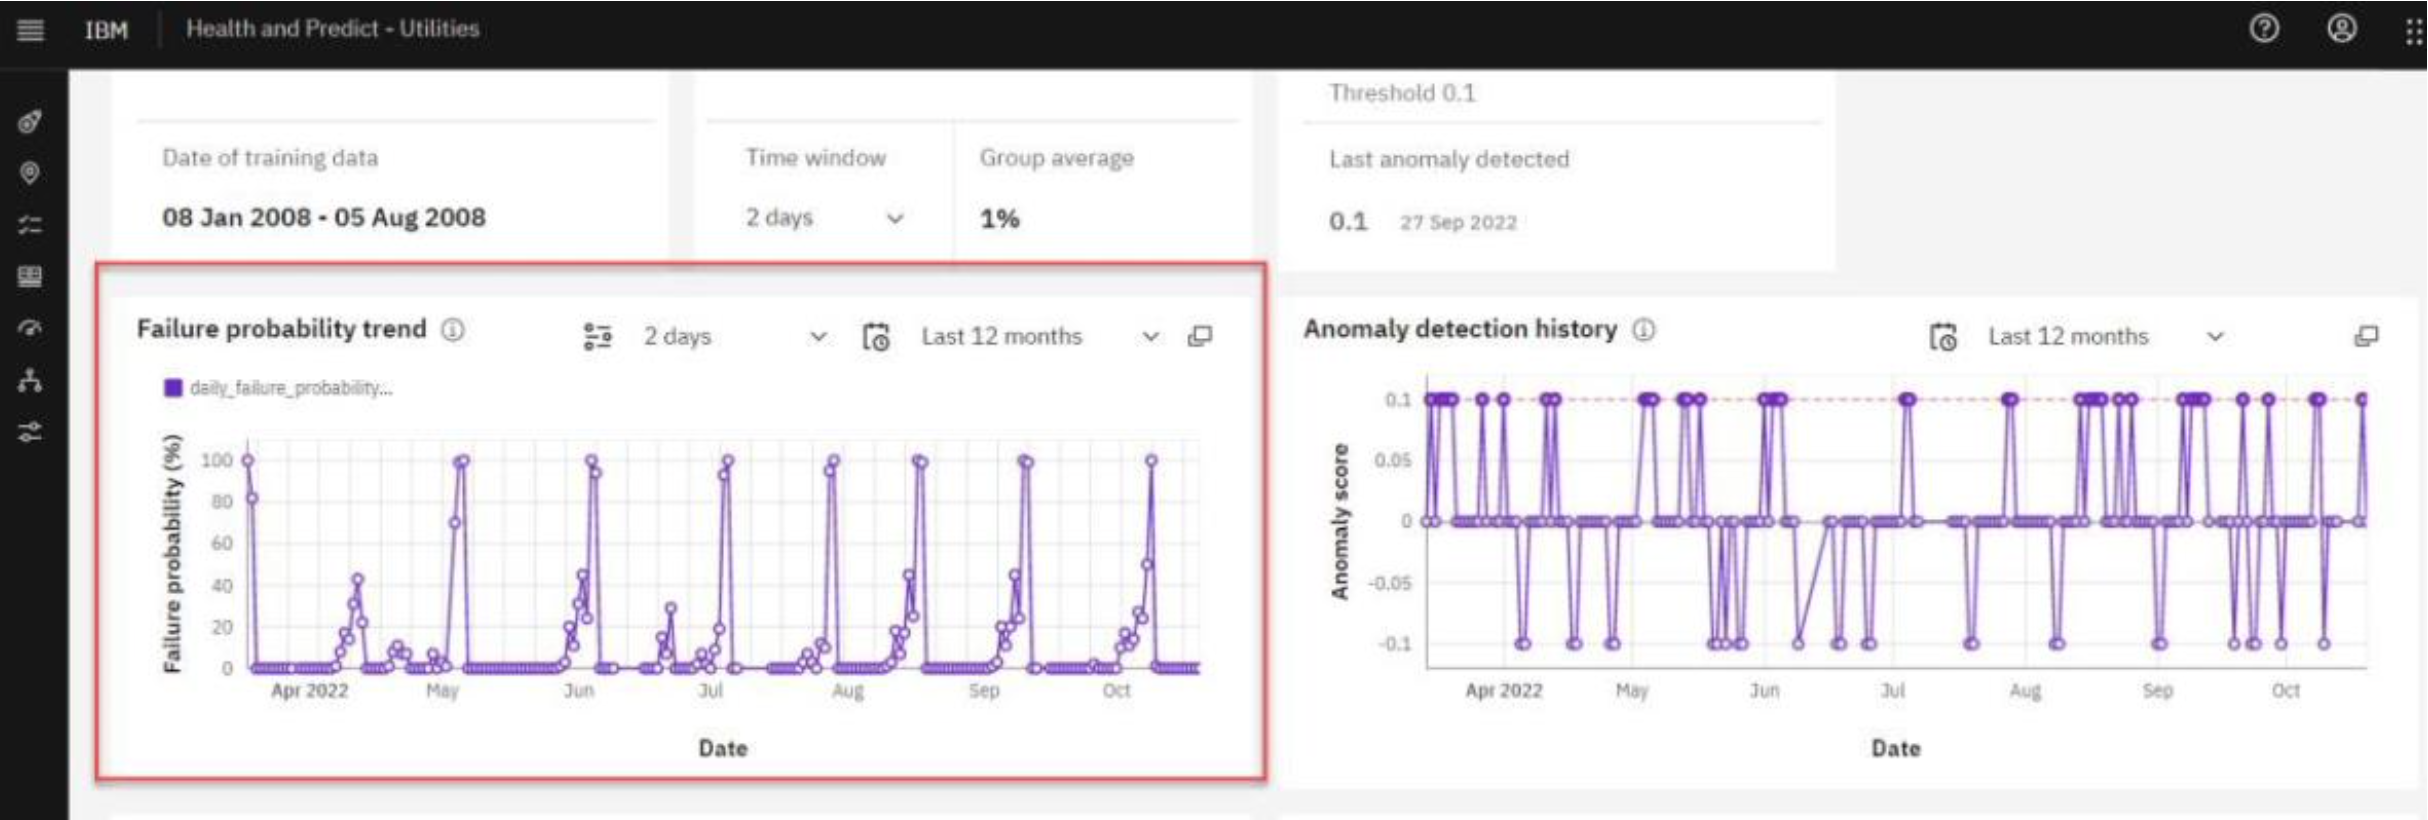 IBM Health and Predict - Utilities
Threshold 0.1
Date of training data
08 Jan 2008 - 05 Aug 2008
Time window
2 days
Group average
1%
Last anomaly detected
0.1 27 Sep 2022
Failure probability trend
2 days
Last 12 months
daily_failure_probability...
Failure probability (%)
100
80
60
40
20
0
Apr 2022 May Jun Jul Aug Sep Oct
Date
Anomaly detection history
Last 12 months
Anomaly score
0.1
0.05
0
-0.05
-0.1
Apr 2022 May Jun Jul Aug Sep Oct
Date